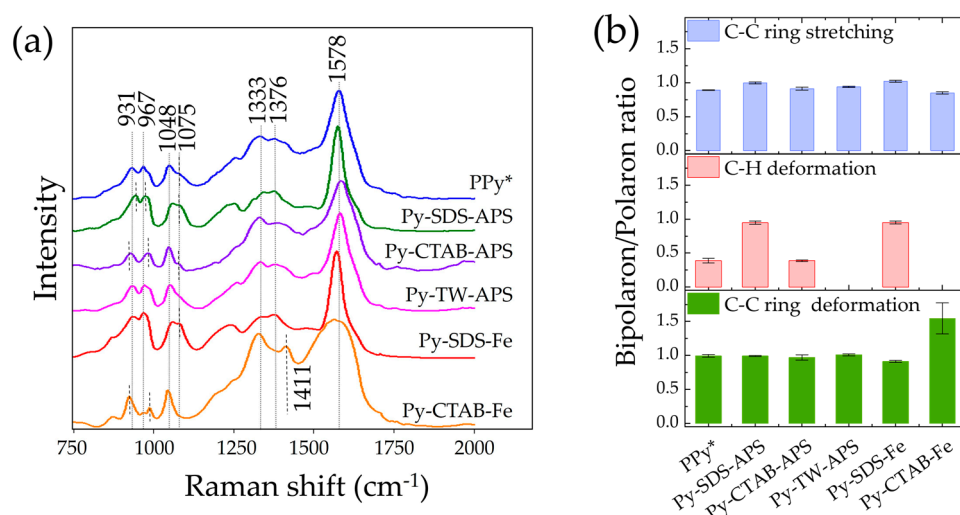 (a)
931
967
1048
1075
1333
1376
1578
PPy*
Py-SDS-APS
Py-CTAB-APS
Py-TW-APS
Py-SDS-Fe
1411
Py-CTAB-Fe
Intensity
750 1000 1250 1500 1750 2000
Raman shift (cm-1)
(b)
Bipolaron/Polaron ratio
C-C ring stretching
1.5
1.0
0.5
0.0
C-H deformation
1.5
1.0
0.5
0.0
C-C ring deformation
1.5
1.0
0.5
0.0
PPy*
Py-SDS-APS
Py-CTAB-APS
Py-TW-APS
Py-SDS-Fe
Py-CTAB-Fe